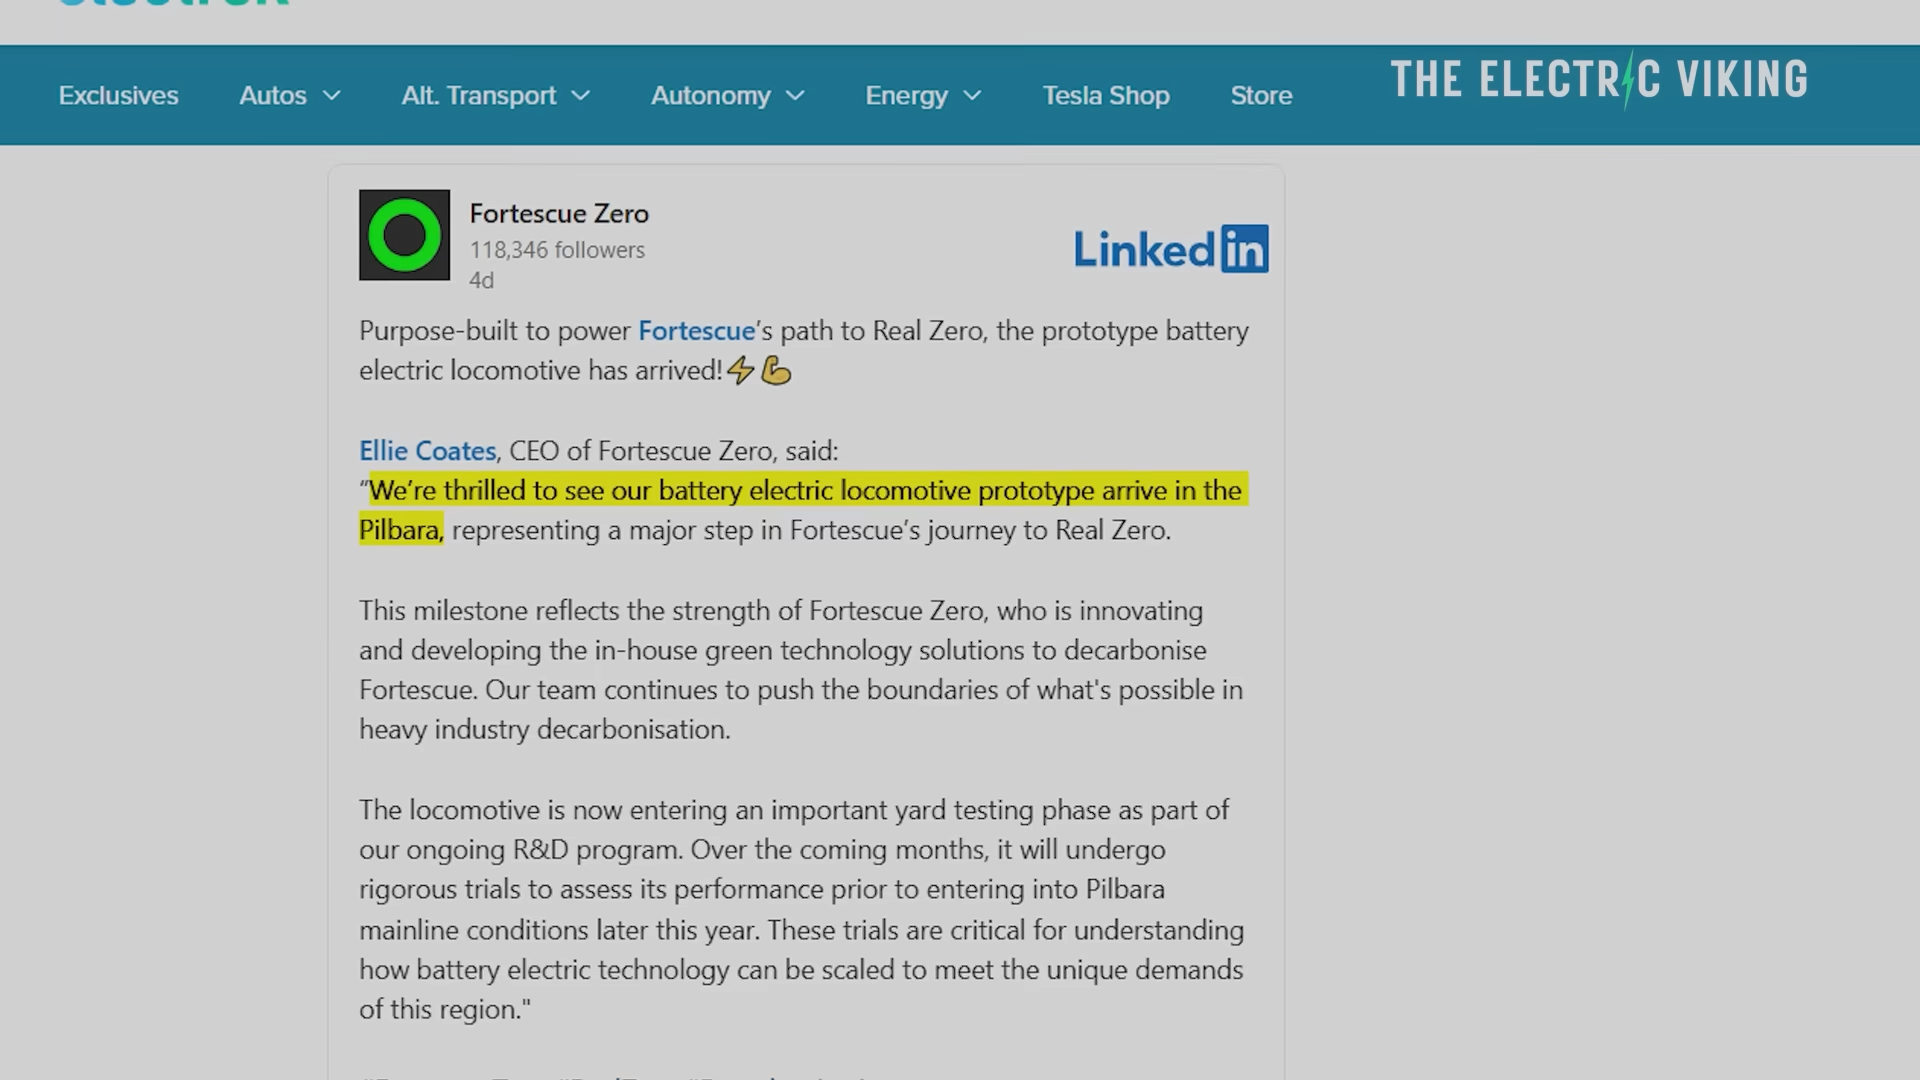 electrek
THE ELECTRIC VIKING
Exclusives Autos Alt. Transport Autonomy Energy Tesla Shop Store
Fortescue Zero
118,346 followers
4d
Linkedin
Purpose-built to power Fortescue’s path to Real Zero, the prototype battery
electric locomotive has arrived!⚡💪
Ellie Coates, CEO of Fortescue Zero, said:
“We’re thrilled to see our battery electric locomotive prototype arrive in the
Pilbara, representing a major step in Fortescue’s journey to Real Zero.
This milestone reflects the strength of Fortescue Zero, who is innovating
and developing the in-house green technology solutions to decarbonise
Fortescue. Our team continues to push the boundaries of what's possible in
heavy industry decarbonisation.
The locomotive is now entering an important yard testing phase as part of
our ongoing R&D program. Over the coming months, it will undergo
rigorous trials to assess its performance prior to entering into Pilbara
mainline conditions later this year. These trials are critical for understanding
how battery electric technology can be scaled to meet the unique demands
of this region."